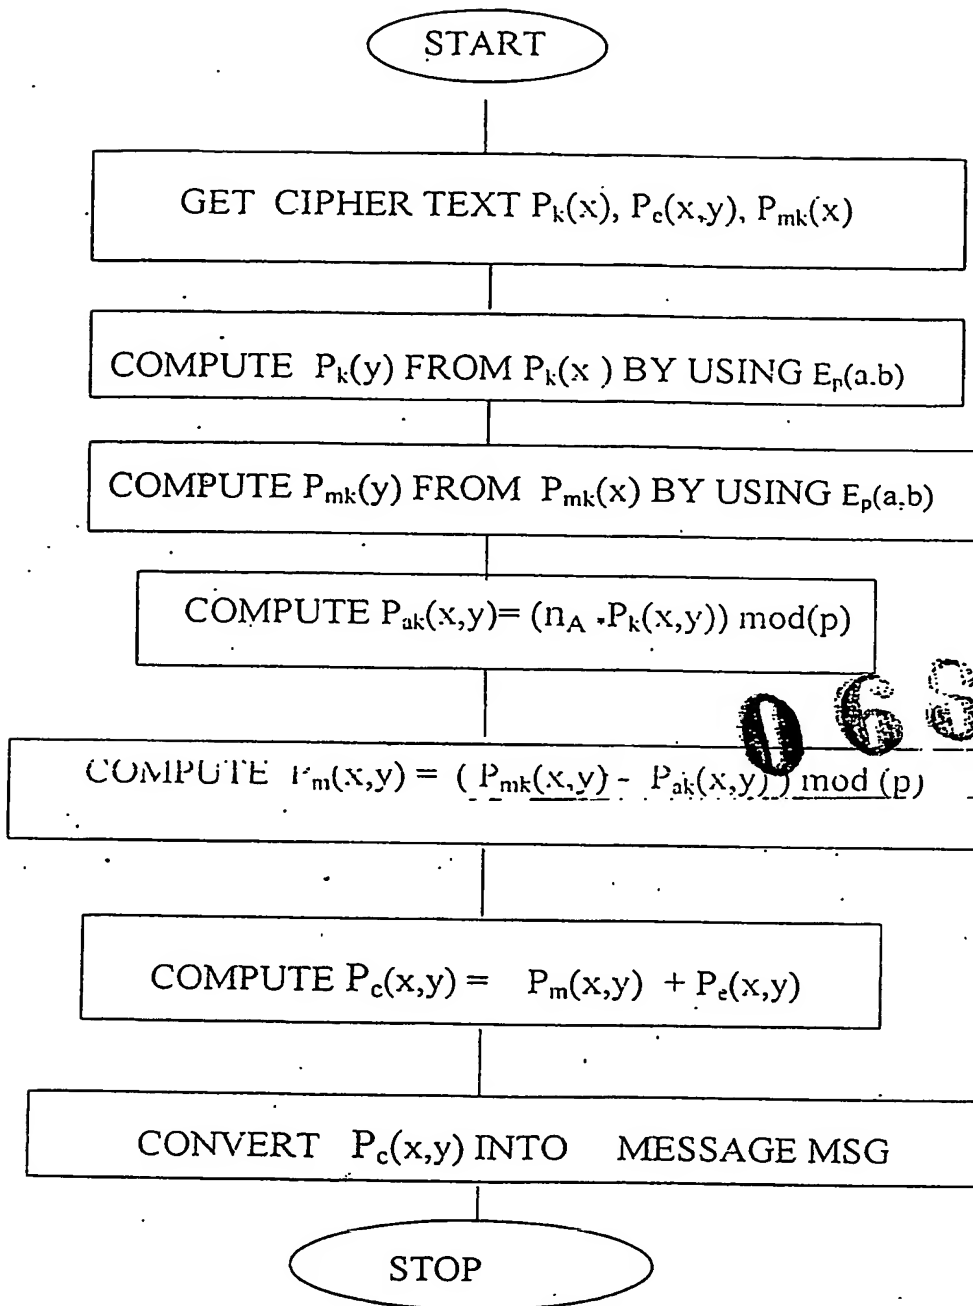 START
GET CIPHER TEXT Pk(x), Pe(x,y), Pmk(x)
COMPUTE Pk(y) FROM Pk(x ) BY USING Ep(a.b)
COMPUTE Pmk(y) FROM Pmk(x) BY USING Ep(a,b)
COMPUTE Pak(x,y)= (nA .Pk(x,y)) mod(p)
068
COMPUTE Pm(x,y) = ( Pmk(x,y) - Pak(x,y) ) mod (p)
COMPUTE Pc(x,y) = Pm(x,y) + Pe(x,y)
CONVERT Pc(x,y) INTO MESSAGE MSG
STOP